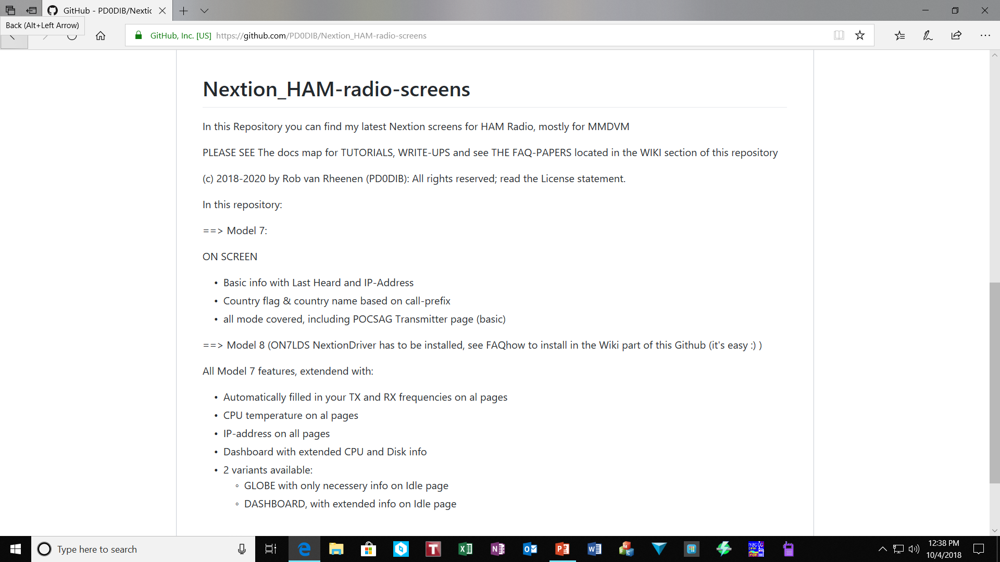 GitHub - PD0DIB/Nextic
Back (Alt+Left Arrow)
GitHub, Inc. [US] https://github.com/PD0DIB/Nextion_HAM-radio-screens
Nextion_HAM-radio-screens
In this Repository you can find my latest Nextion screens for HAM Radio, mostly for MMDVM
PLEASE SEE The docs map for TUTORIALS, WRITE-UPS and see THE FAQ-PAPERS located in the WIKI section of this repository
(c) 2018-2020 by Rob van Rheenen (PD0DIB): All rights reserved; read the License statement.
In this repository:
==> Model 7:
ON SCREEN
• Basic info with Last Heard and IP-Address
• Country flag & country name based on call-prefix
• all mode covered, including POCSAG Transmitter page (basic)
==> Model 8 (ON7LDS NextionDriver has to be installed, see FAQhow to install in the Wiki part of this Github (it's easy :) )
All Model 7 features, extendend with:
• Automatically filled in your TX and RX frequencies on al pages
• CPU temperature on al pages
• IP-address on all pages
• Dashboard with extended CPU and Disk info
• 2 variants available:
◦ GLOBE with only necessery info on Idle page
◦ DASHBOARD, with extended info on Idle page
Type here to search
12:38 PM
10/4/2018